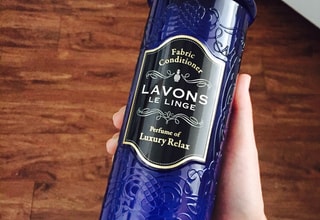 Fabric
Conditioner
LAVONS
LE LINGE
Perfume of
Luxury Relax